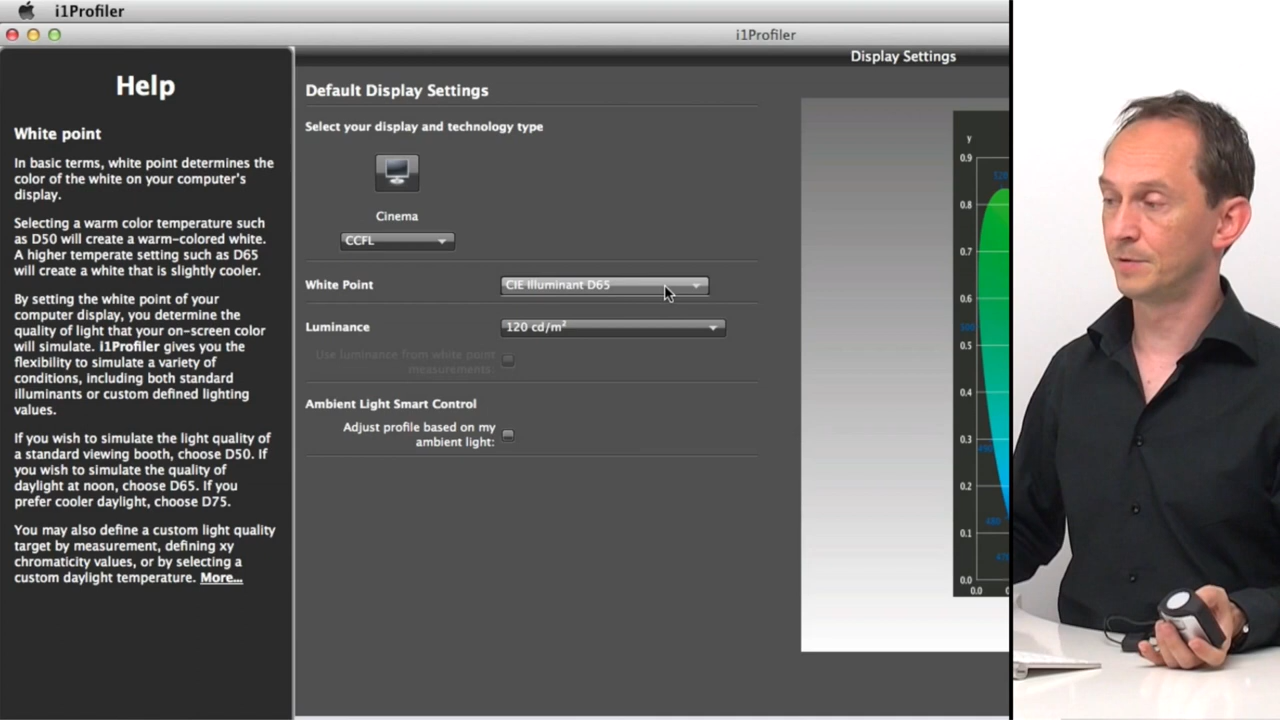 i1Profiler
i1Profiler
Help
White point
In basic terms, white point determines the
color of the white on your computer's
display.
Selecting a warm color temperature such
as D50 will create a warm-colored white.
A higher temperate setting such as D65
will create a white that is slightly cooler.
By setting the white point of your
computer display, you determine the
quality of light that your on-screen color
will simulate. i1Profiler gives you the
flexibility to simulate a variety of
conditions, including both standard
illuminants or custom defined lighting
values.
If you wish to simulate the light quality of
a standard viewing booth, choose D50. If
you wish to simulate the quality of
daylight at noon, choose D65. If you
prefer cooler daylight, choose D75.
You may also define a custom light quality
target by measurement, defining xy
chromaticity values, or by selecting a
custom daylight temperature. More...
Display Settings
Default Display Settings
Select your display and technology type
Cinema
CCFL
White Point
CIE Illuminant D65
Luminance
120 cd/m²
Use luminance from white point
measurements:
Ambient Light Smart Control
Adjust profile based on my
ambient light:
y
0.9
0.8
0.7
0.6
500
0.5
0.4
0.3
0.2
480
0.1
0.0
0.0